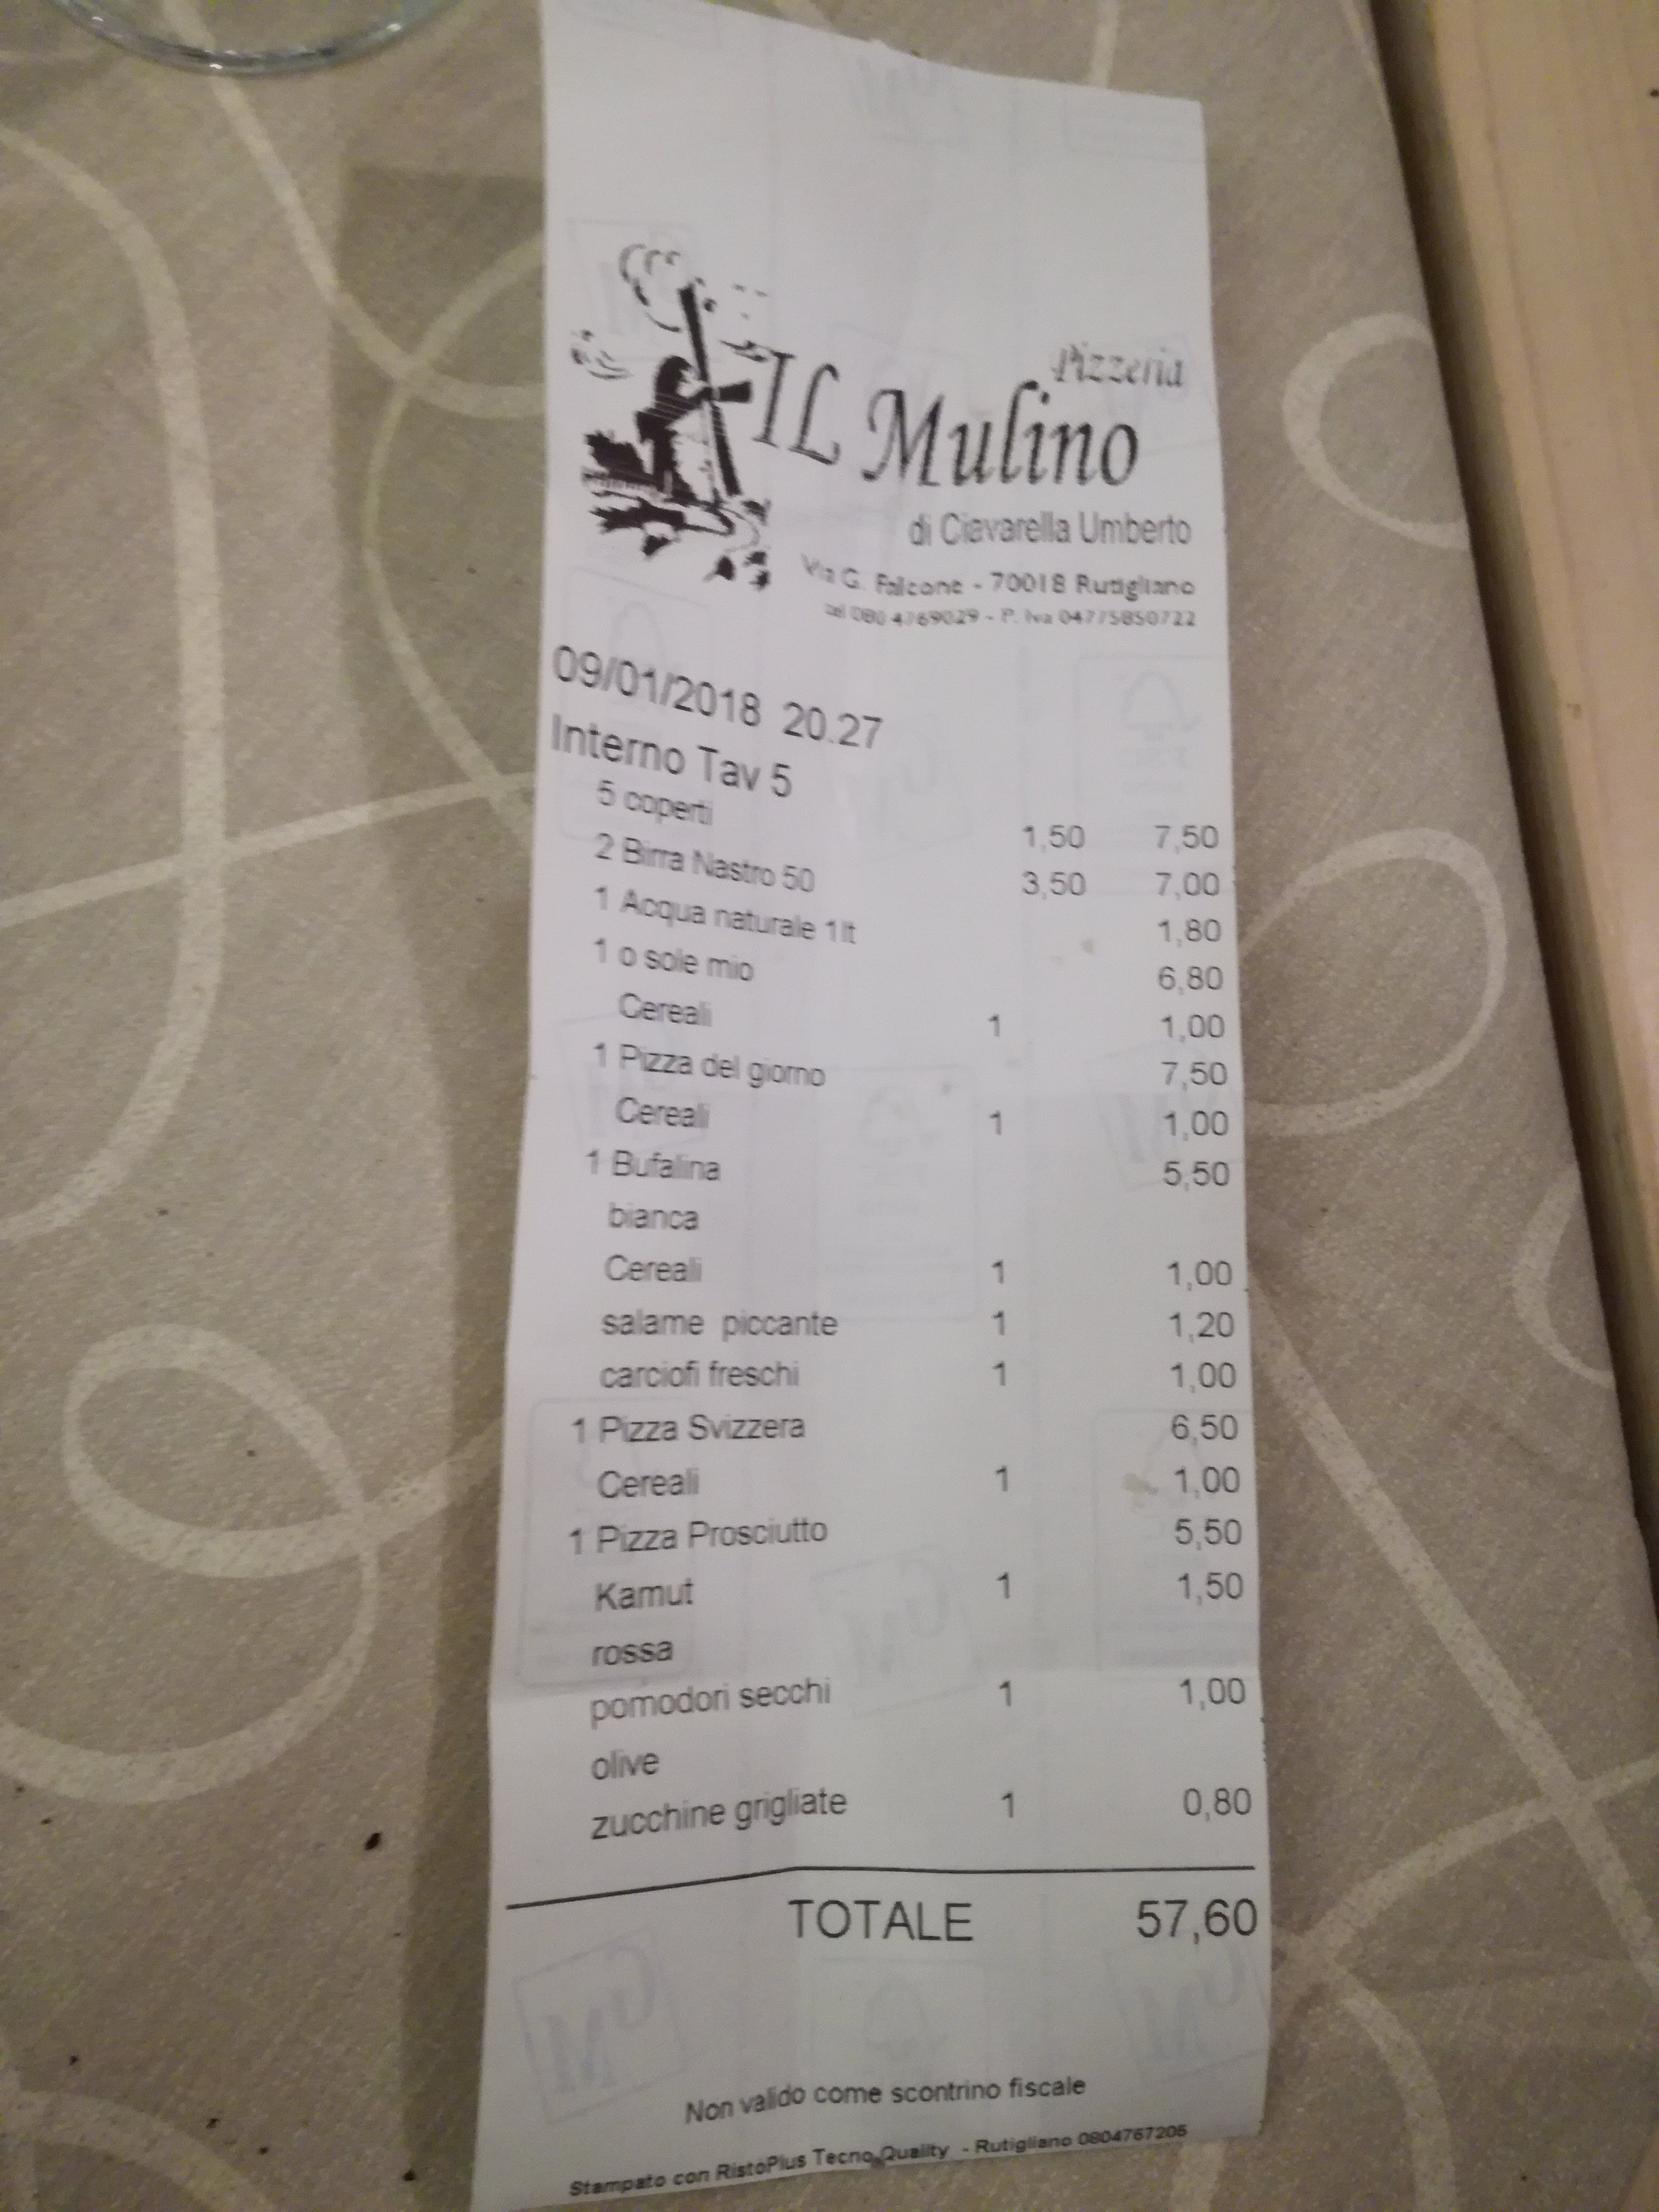 Pizzeria
IL Mulino
di Ciavarella Umberto
Via G. Falcone - 70018 Rutigliano
tel 080 4769029 - P. Iva 04775850722
09/01/2018 20.27
Interno Tav 5
5 coperti 1,50 7,50
2 Birra Nastro 50 3,50 7,00
1 Acqua naturale 1lt 1,80
1 o sole mio 6,80
Cereali 1 1,00
1 Pizza del giorno 7,50
Cereali 1 1,00
1 Bufalina 5,50
bianca
Cereali 1 1,00
salame piccante 1 1,20
carciofi freschi 1 1,00
1 Pizza Svizzera 6,50
Cereali 1 1,00
1 Pizza Prosciutto 5,50
Kamut 1 1,50
rossa
pomodori secchi 1 1,00
olive
zucchine grigliate 1 0,80
TOTALE 57,60
Non valido come scontrino fiscale
Stampato con RistoPlus Tecno Quality - Rutigliano 0804767205